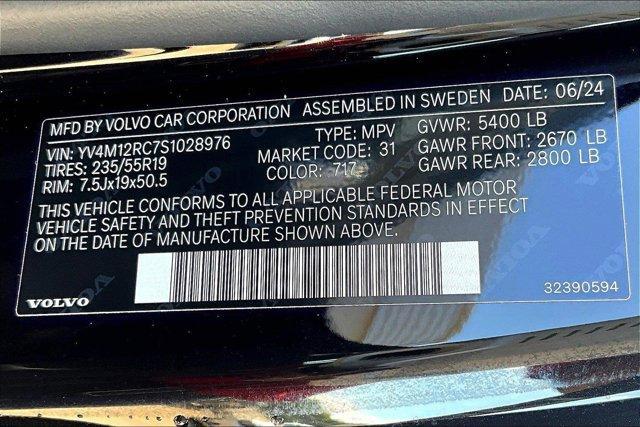 MFD BY VOLVO CAR CORPORATION ASSEMBLED IN SWEDEN DATE: 06/24
VIN: YV4M12RC7S1028976 TYPE: MPV GVWR: 5400 LB
TIRES: 235/55R19 MARKET CODE: 31 GAWR FRONT: 2670 LB
RIM: 7.5Jx19x50.5 COLOR: 717 GAWR REAR: 2800 LB
THIS VEHICLE CONFORMS TO ALL APPLICABLE FEDERAL MOTOR
VEHICLE SAFETY AND THEFT PREVENTION STANDARDS IN EFFECT
ON THE DATE OF MANUFACTURE SHOWN ABOVE.
VOLVO 32390594